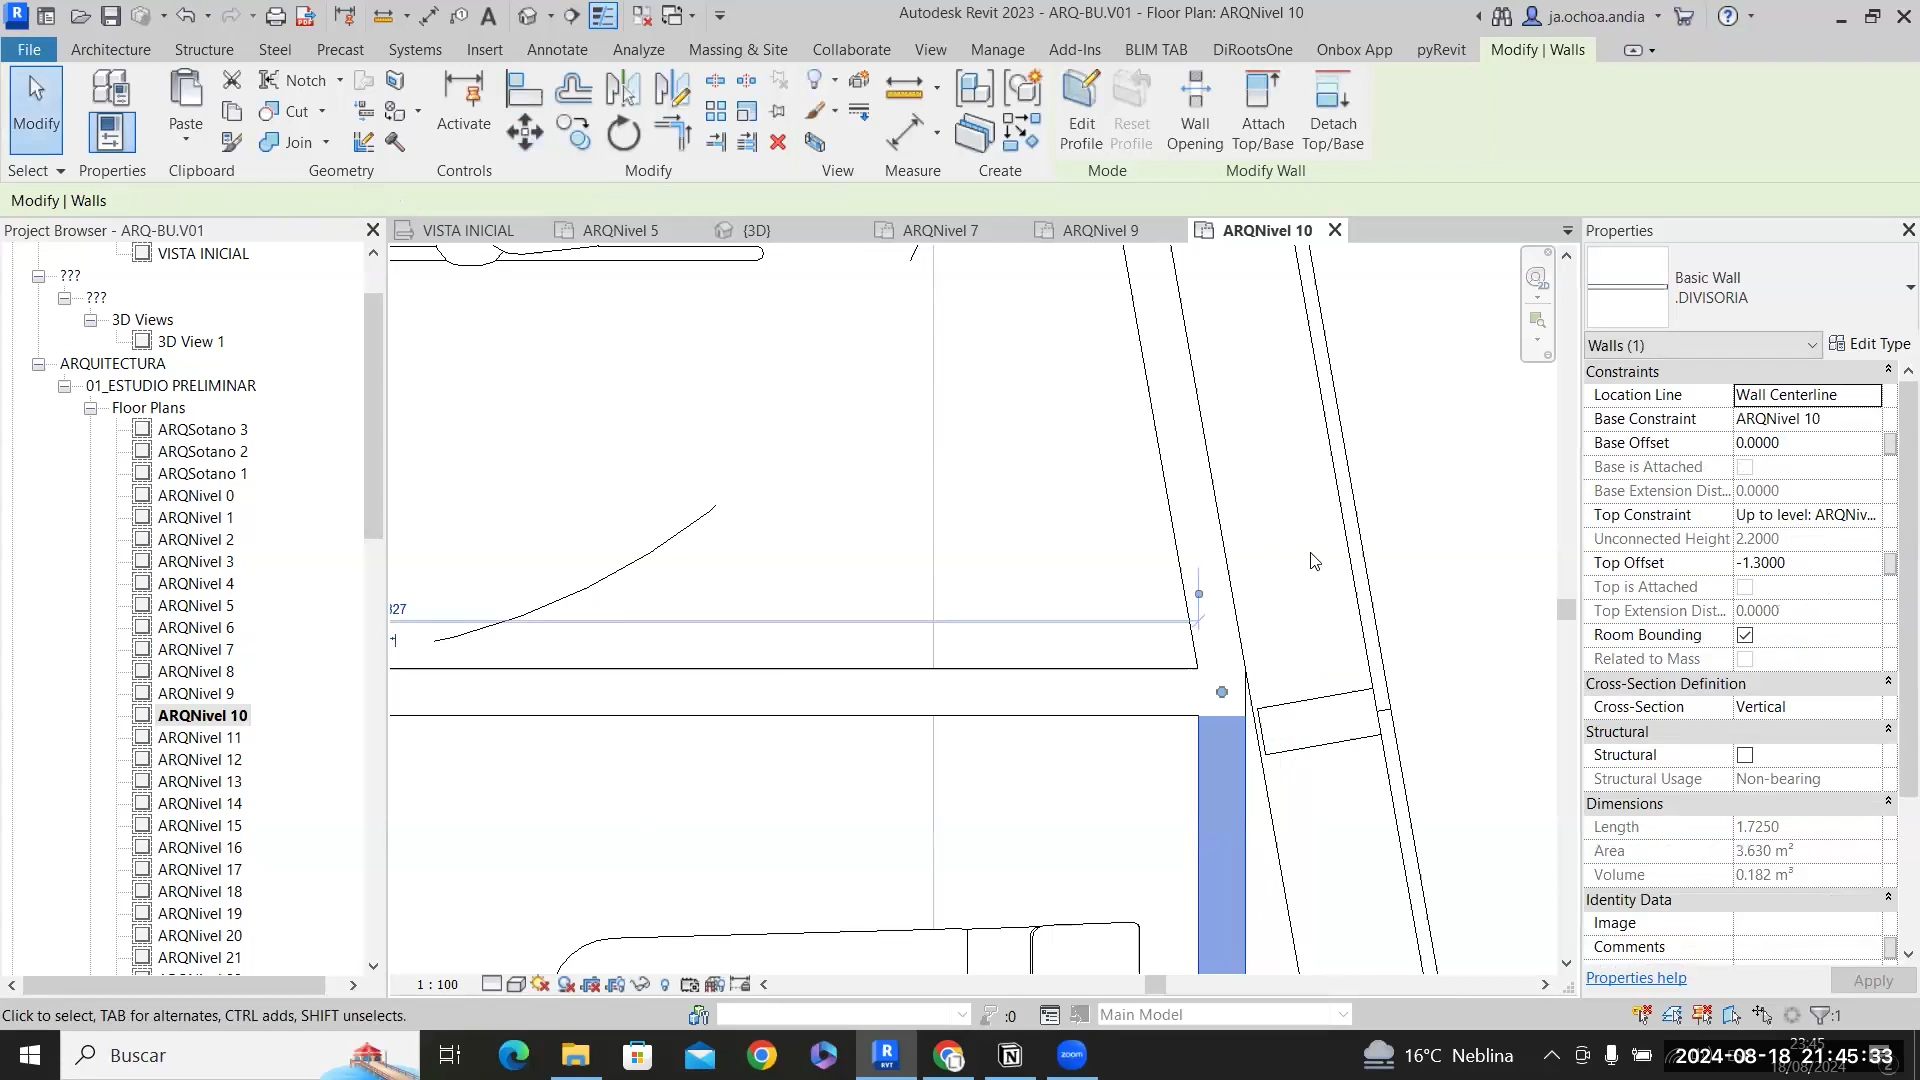 Autodesk Revit 2023 - ARQ-BU.V01 - Floor Plan: ARQNivel 10
ja.ochoa.andia
File Architecture Structure Steel Precast Systems Insert Annotate Analyze Massing & Site Collaborate View Manage Add-Ins BLIM TAB DiRootsOne Onbox App pyRevit Modify | Walls
Modify
Paste
Notch
Cut
Join
Activate
Edit Profile
Reset Profile
Wall Opening
Attach Top/Base
Detach Top/Base
Select Properties Clipboard Geometry Controls Modify View Measure Create Mode Modify Wall
Modify | Walls
Project Browser - ARQ-BU.V01
VISTA INICIAL
???
???
3D Views
3D View 1
ARQUITECTURA
01_ESTUDIO PRELIMINAR
Floor Plans
ARQSotano 3
ARQSotano 2
ARQSotano 1
ARQNivel 0
ARQNivel 1
ARQNivel 2
ARQNivel 3
ARQNivel 4
ARQNivel 5
ARQNivel 6
ARQNivel 7
ARQNivel 8
ARQNivel 9
ARQNivel 10
ARQNivel 11
ARQNivel 12
ARQNivel 13
ARQNivel 14
ARQNivel 15
ARQNivel 16
ARQNivel 17
ARQNivel 18
ARQNivel 19
ARQNivel 20
ARQNivel 21
VISTA INICIAL ARQNivel 5 {3D} ARQNivel 7 ARQNivel 9 ARQNivel 10
327
1 : 100
Properties
Basic Wall
.DIVISORIA
Walls (1) Edit Type
Constraints
Location Line Wall Centerline
Base Constraint ARQNivel 10
Base Offset 0.0000
Base is Attached
Base Extension Dist... 0.0000
Top Constraint Up to level: ARQNiv...
Unconnected Height 2.2000
Top Offset -1.3000
Top is Attached
Top Extension Dist... 0.0000
Room Bounding
Related to Mass
Cross-Section Definition
Cross-Section Vertical
Structural
Structural
Structural Usage Non-bearing
Dimensions
Length 1.7250
Area 3.630 m²
Volume 0.182 m³
Identity Data
Image
Comments
Properties help Apply
Click to select, TAB for alternates, CTRL adds, SHIFT unselects.
:0
Main Model
:1
Buscar
zoom
16°C Neblina
23:45
2024-08-18 21:45:33
18/08/2024